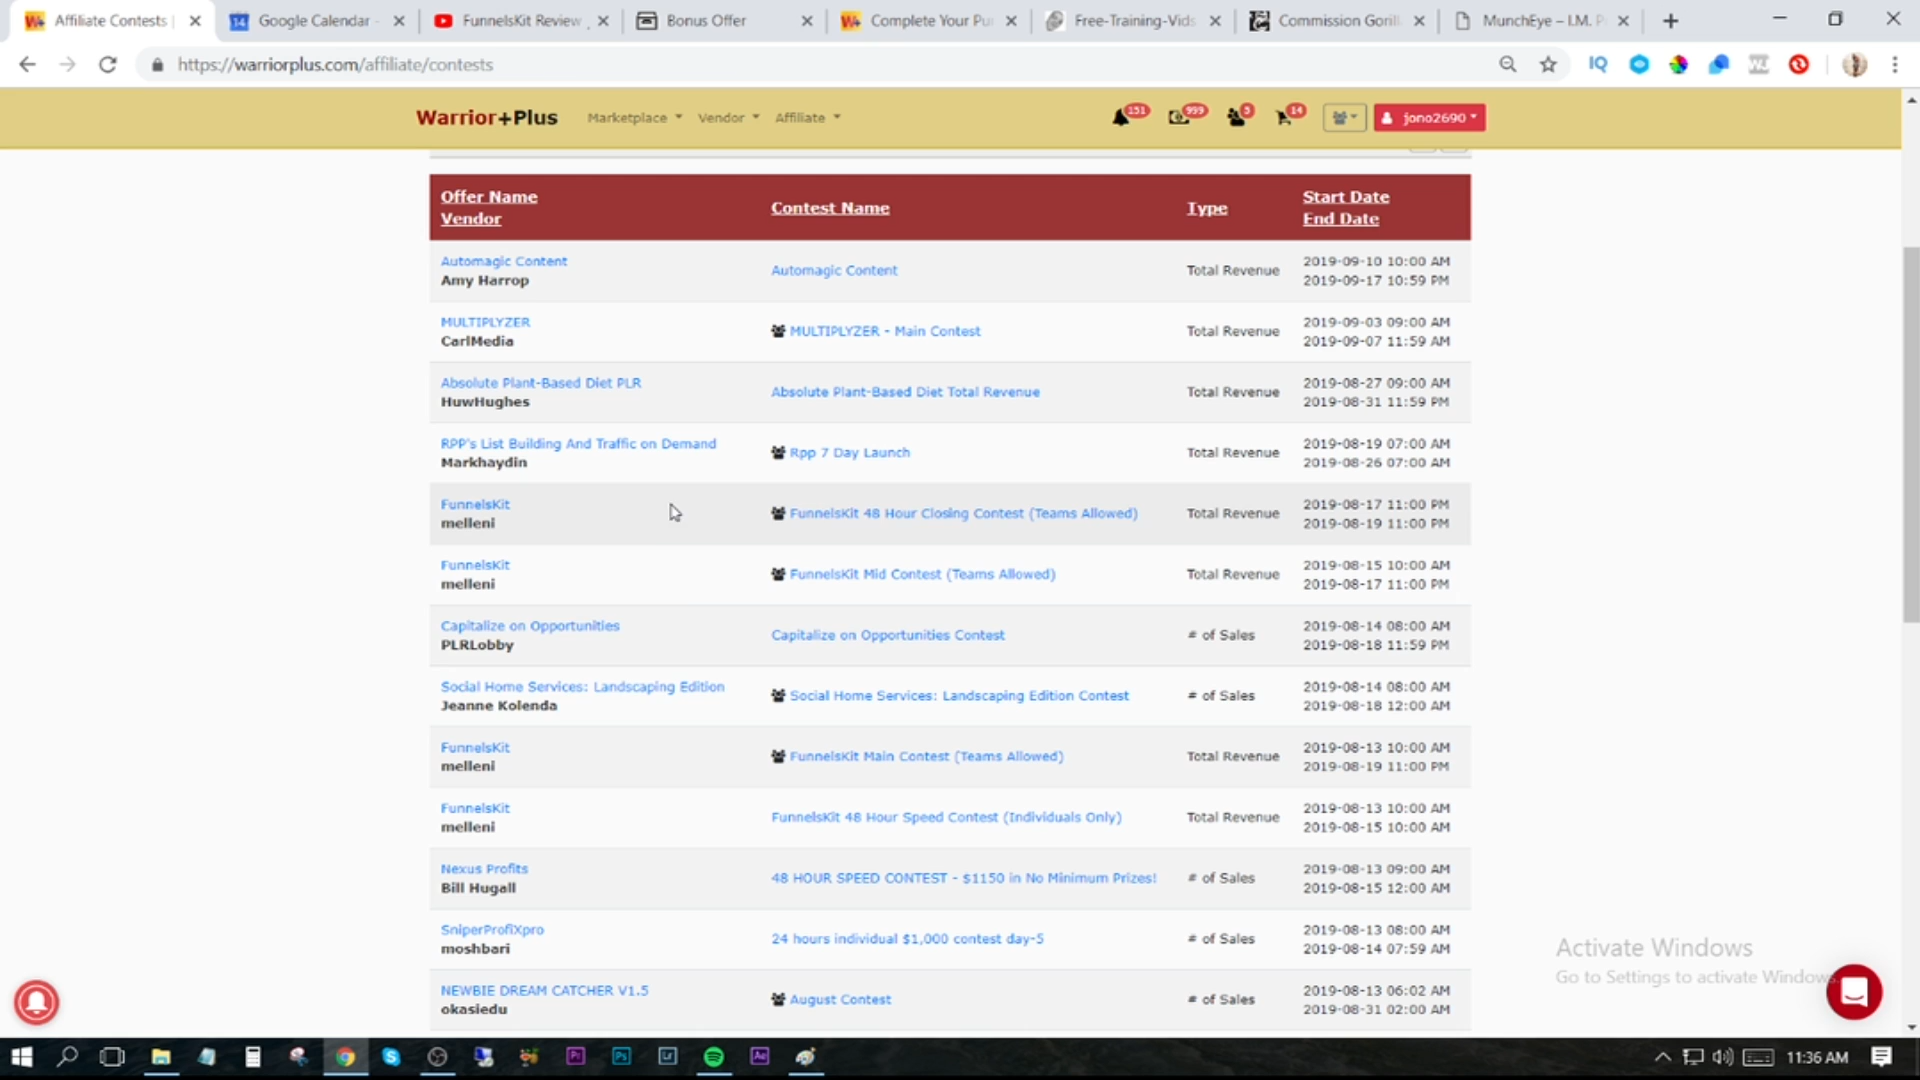 Affiliate Contests |
14
Google Calendar -
FunnelsKit Review
Bonus Offer
W+
Complete Your Pu
Free-Training-Vids
Commission Goril
MunchEye – I.M. P
https://warriorplus.com/affiliate/contests
IQ
Warrior+Plus
Marketplace
Vendor
Affiliate
151
999
5
14
jono2690
Offer Name
Vendor
Contest Name
Type
Start Date
End Date
Automagic Content
Amy Harrop
Automagic Content
Total Revenue
2019-09-10 10:00 AM
2019-09-17 10:59 PM
MULTIPLYZER
CarlMedia
MULTIPLYZER - Main Contest
Total Revenue
2019-09-03 09:00 AM
2019-09-07 11:59 AM
Absolute Plant-Based Diet PLR
HuwHughes
Absolute Plant-Based Diet Total Revenue
Total Revenue
2019-08-27 09:00 AM
2019-08-31 11:59 PM
RPP's List Building And Traffic on Demand
Markhaydin
Rpp 7 Day Launch
Total Revenue
2019-08-19 07:00 AM
2019-08-26 07:00 AM
FunnelsKit
melleni
FunnelsKit 48 Hour Closing Contest (Teams Allowed)
Total Revenue
2019-08-17 11:00 PM
2019-08-19 11:00 PM
FunnelsKit
melleni
FunnelsKit Mid Contest (Teams Allowed)
Total Revenue
2019-08-15 10:00 AM
2019-08-17 11:00 PM
Capitalize on Opportunities
PLRLobby
Capitalize on Opportunities Contest
# of Sales
2019-08-14 08:00 AM
2019-08-18 11:59 PM
Social Home Services: Landscaping Edition
Jeanne Kolenda
Social Home Services: Landscaping Edition Contest
# of Sales
2019-08-14 08:00 AM
2019-08-18 12:00 AM
FunnelsKit
melleni
FunnelsKit Main Contest (Teams Allowed)
Total Revenue
2019-08-13 10:00 AM
2019-08-19 11:00 PM
FunnelsKit
melleni
FunnelsKit 48 Hour Speed Contest (Individuals Only)
Total Revenue
2019-08-13 10:00 AM
2019-08-15 10:00 AM
Nexus Profits
Bill Hugall
48 HOUR SPEED CONTEST - $1150 in No Minimum Prizes!
# of Sales
2019-08-13 09:00 AM
2019-08-15 12:00 AM
SniperProfiXpro
moshbari
24 hours individual $1,000 contest day-5
# of Sales
2019-08-13 08:00 AM
2019-08-14 07:59 AM
NEWBIE DREAM CATCHER V1.5
okasiedu
August Contest
# of Sales
2019-08-13 06:02 AM
2019-08-31 02:00 AM
Activate Windows
Go to Settings to activate Windows
Pr
Ps
Lr
Ae
11:36 AM